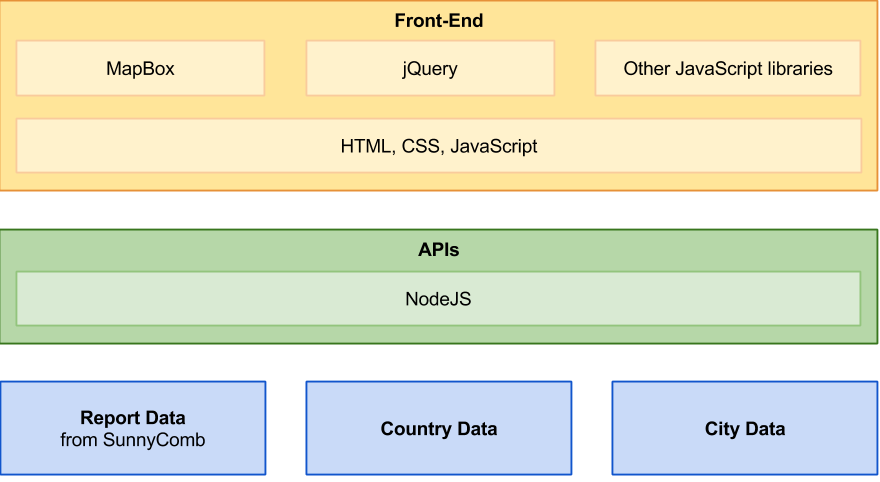 Front-End
MapBox
jQuery
Other JavaScript libraries
HTML, CSS, JavaScript
APIs
NodeJS
Report Data
from SunnyComb
Country Data
City Data